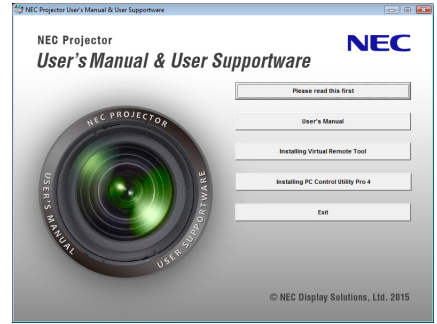 NEC Projector User's Manual & User Supportware
NEC Projector
NEC
User's Manual & User Supportware
Please read this first
User's Manual
Installing Virtual Remote Tool
Installing PC Control Utility Pro 4
Exit
NEC PROJECTOR
USER'S MANUAL
USER SUPPORTWARE
© NEC Display Solutions, Ltd. 2015